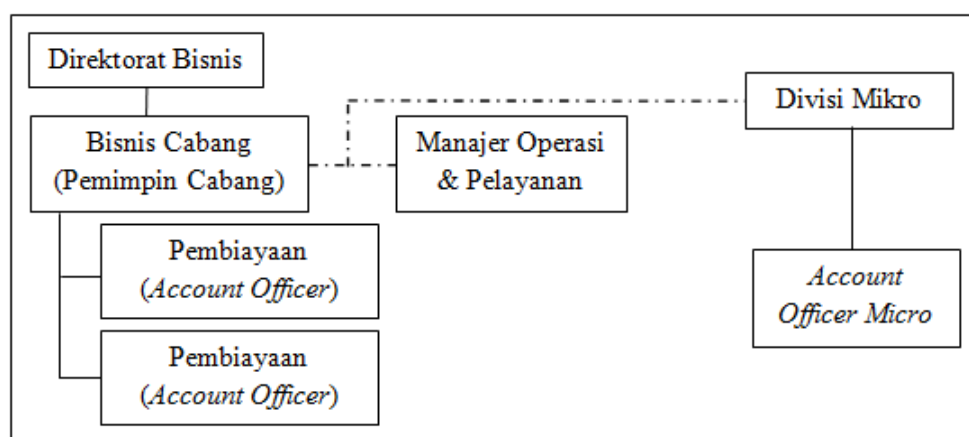 Direktorat Bisnis
Bisnis Cabang
(Pemimpin Cabang)
Manajer Operasi
& Pelayanan
Divisi Mikro
Pembiayaan
(Account Officer)
Pembiayaan
(Account Officer)
Account
Officer Micro